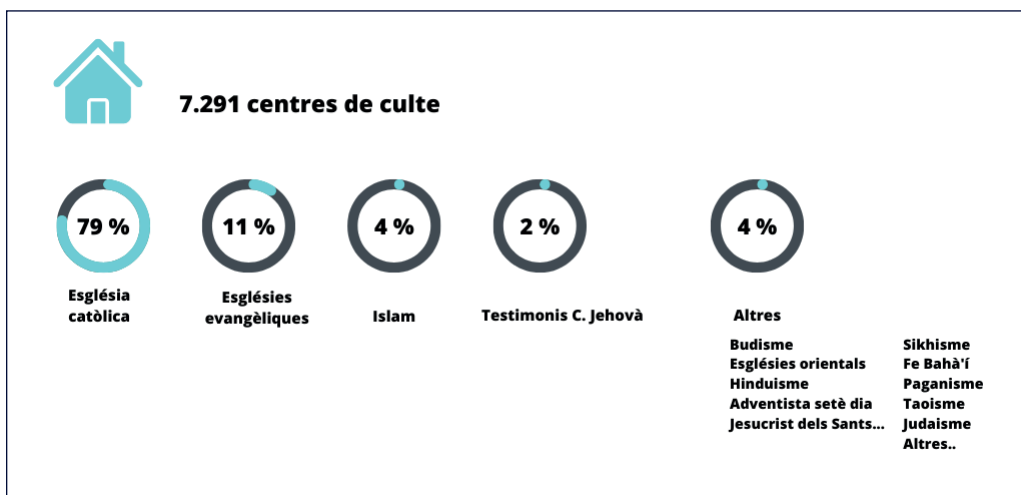 7.291 centres de culte
79 %
11 %
4 %
2 %
4 %
Església
catòlica
Esglésies
evangèliques
Islam
Testimonis C. Jehovà
Altres
Budisme
Esglésies orientals
Hinduisme
Adventista setè dia
Jesucrist dels Sants...
Sikhisme
Fe Bahà'í
Paganisme
Taoisme
Judaisme
Altres..